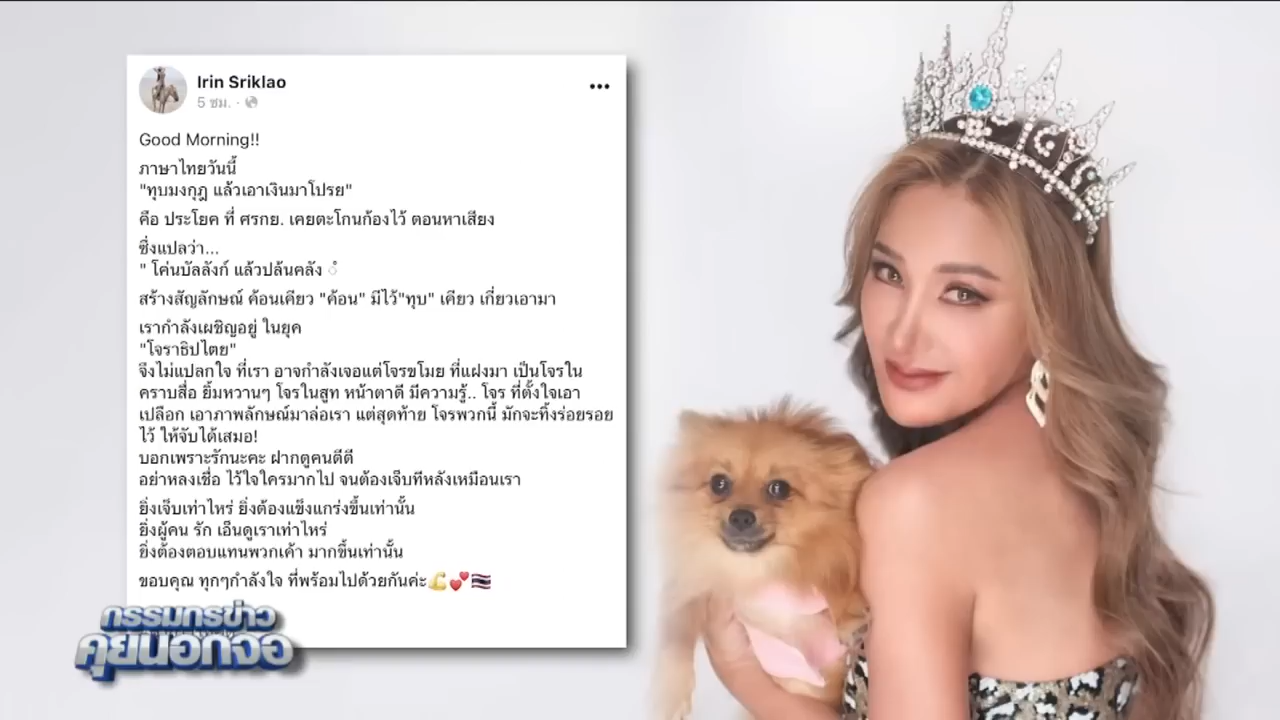 Irin Sriklao
5 ชม.
Good Morning!!
ภาษาไทยวันนี้
"ทุบมงกุฎ แล้วเอาเงินมาโปรย"
คือ ประโยค ที่ ศรกย. เคยตะโกนก้องไว้ ตอนหาเสียง
ซึ่งแปลว่า...
" โค่นบัลลังก์ แล้วปล้นคลัง ํ
สร้างสัญลักษณ์ ค้อนเคียว "ค้อน" มีไว้"ทุบ" เคียว เกี่ยวเอามา
เรากำลังเผชิญอยู่ ในยุค
"โจราธิปไตย"
จึงไม่แปลกใจ ที่เรา อาจกำลังเจอแต่โจรขโมย ที่แฝงมา เป็นโจรใน
คราบสื่อ ยิ้มหวานๆ โจรในสูท หน้าตาดี มีความรู้.. โจร ที่ตั้งใจเอา
เปลือก เอาภาพลักษณ์มาล่อเรา แต่สุดท้าย โจรพวกนี้ มักจะทิ้งร่อยรอย
ไว้ ให้จับได้เสมอ!
บอกเพราะรักนะคะ ฝากตูคนดีดี
อย่าหลงเชื่อ ไว้ใจใครมากไป จนต้องเจ็บทีหลังเหมือนเรา
ยิ่งเจ็บเท่าไหร่ ยิ่งต้องแข็งแกร่งขึ้นเท่านั้น
ยิ่งผู้คน รัก เอ็นดูเราเท่าไหร่
ยิ่งต้องตอบแทนพวกเค้า มากขึ้นเท่านั้น
ขอบคุณ ทุกๆกำลังใจ ที่พร้อมไปด้วยกันค่ะ💪💕🇹🇭
กรรมกรข่าว
คุยนอกจอ